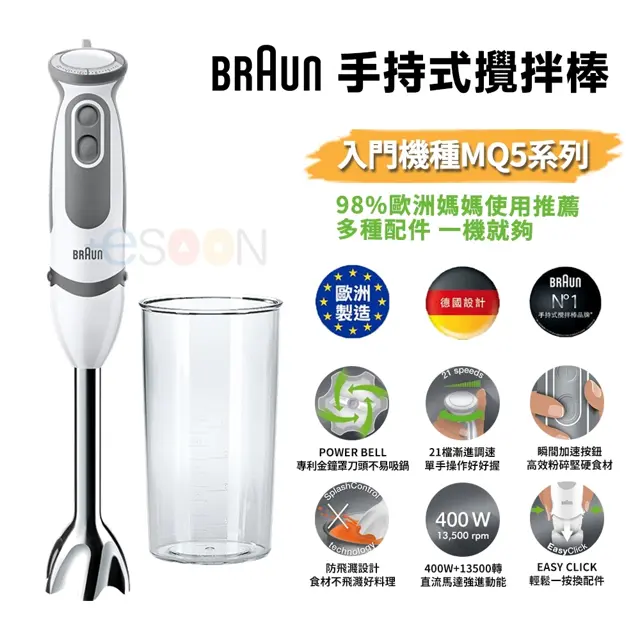 BRAUN 手持式攪拌棒
入門機種MQ5系列
98%歐洲媽媽使用推薦
多種配件 一機就夠
esoon
BRAUN
歐洲
製造
德國設計
BRAUN
Nº1
手持式攪拌棒品牌*
21 speeds
POWER BELL
專利金鐘罩刀頭不易吸鍋
21檔漸進調速
單手操作好好握
瞬間加速按鈕
高效粉碎堅硬食材
SplashControl
technology
400 W
13,500 rpm
BRAUN
EasyClick
防飛濺設計
食材不飛濺好料理
400W+13500轉
直流馬達強進動能
EASY CLICK
輕鬆一按換配件